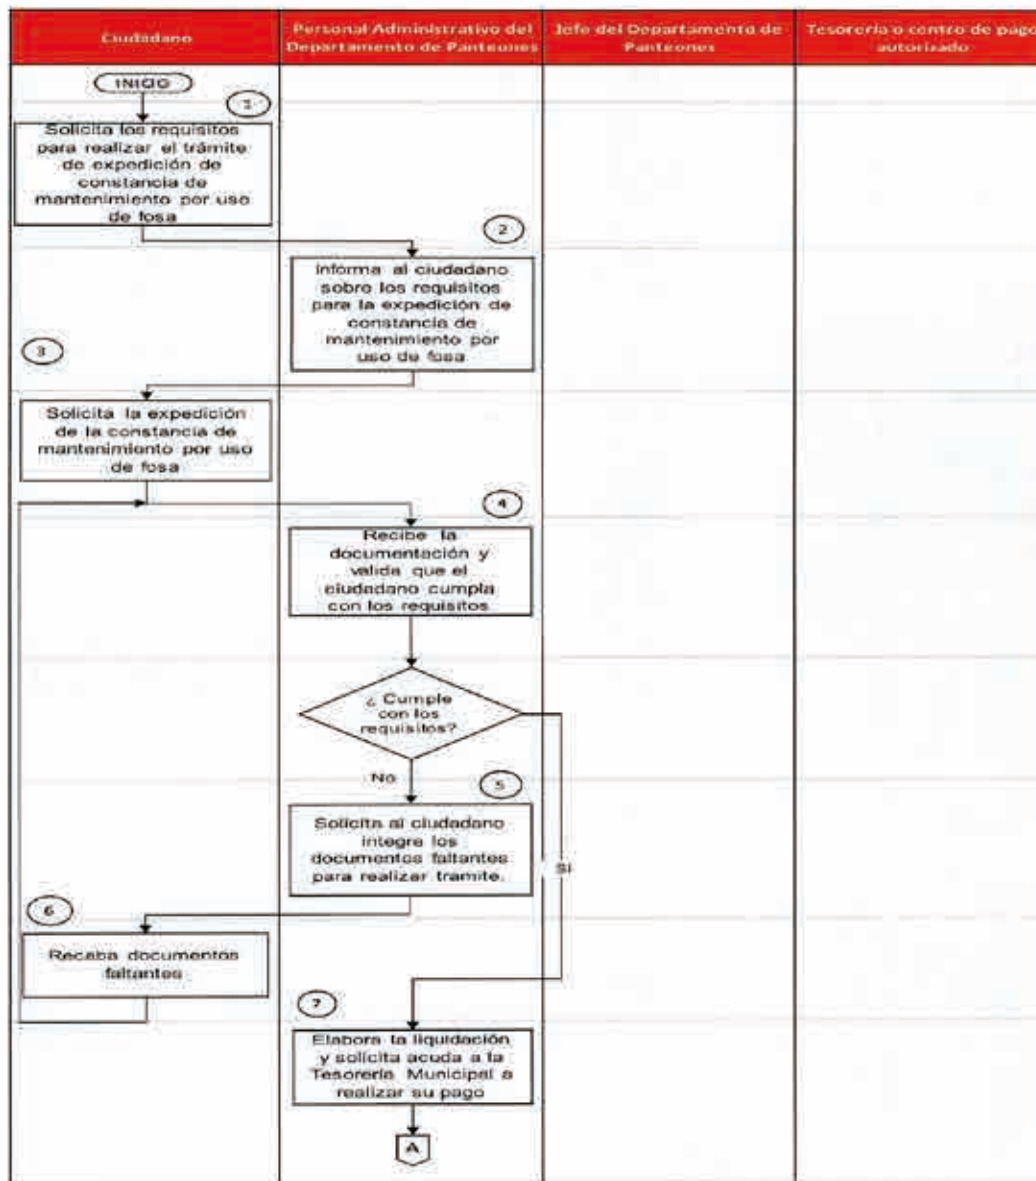 Ciudadano
Personal Administrativo del
Departamento de Panteones
Jefe del Departamento de
Panteones
Tesorería o centro de pago
autorizado
INICIO
1
Solicita los requisitos
para realizar el trámite
de expedición de
constancia de
mantenimiento por uso
de fosa
2
Informa al ciudadano
sobre los requisitos
para la expedición de
constancia de
mantenimiento por
uso de fosa
3
Solicita la expedición
de la constancia de
mantenimiento por uso
de fosa
4
Recibe la
documentación y
valida que el
ciudadano cumpla
con los requisitos
¿ Cumple
con los
requisitos?
No
Si
5
Solicita al ciudadano
integre los
documentos faltantes
para realizar tramite.
6
Recaba documentos
faltantes
7
Elabora la liquidación
y solicita acuda a la
Tesorería Municipal a
realizar su pago
A